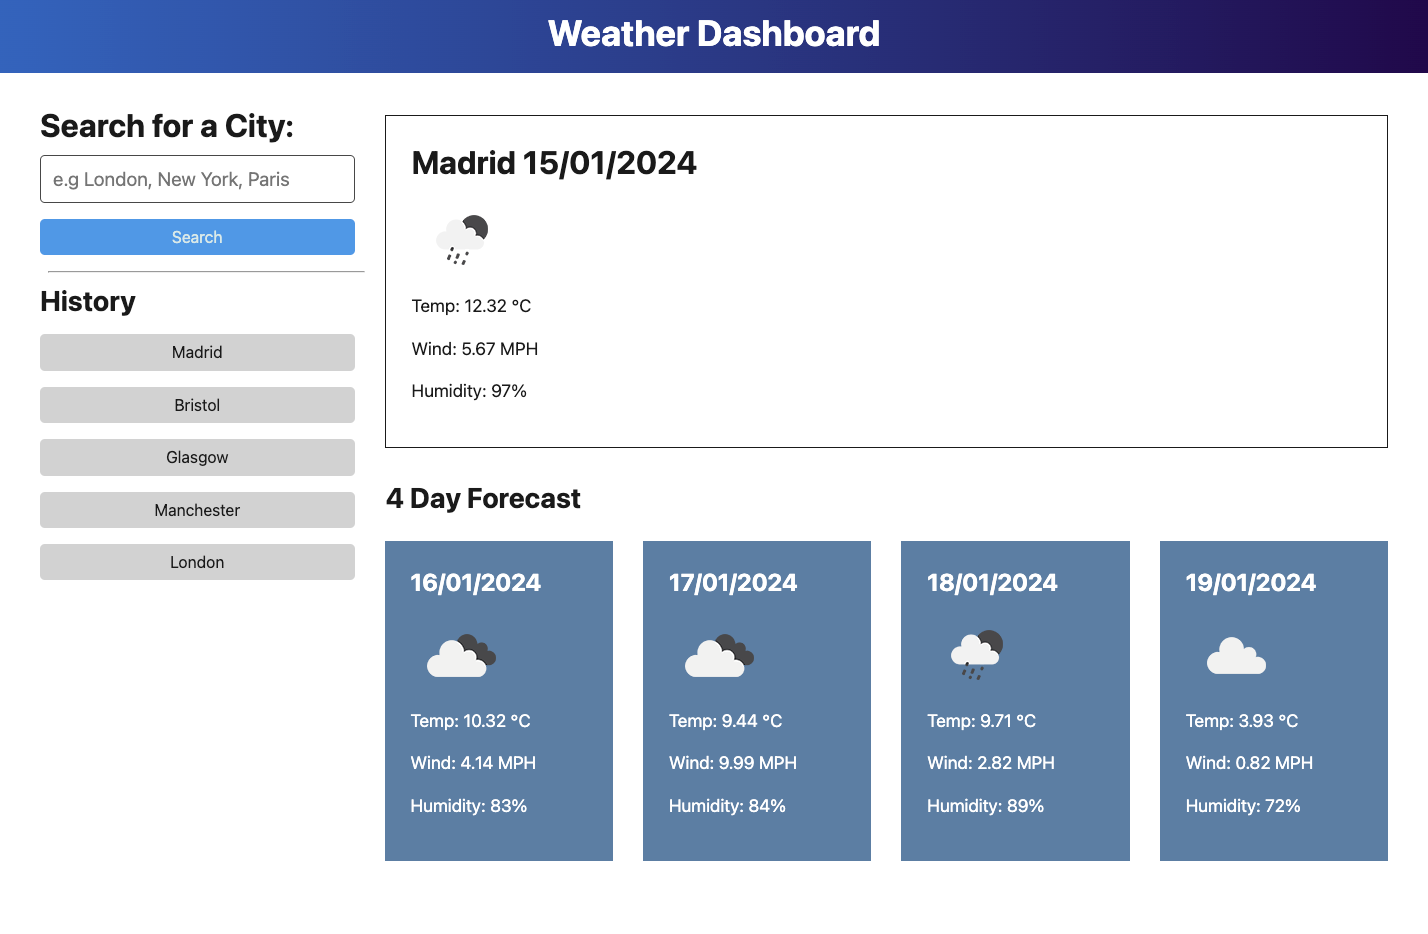 Weather Dashboard
Search for a City:
e.g London, New York, Paris
Search
History
Madrid
Bristol
Glasgow
Manchester
London
Madrid 15/01/2024
Temp: 12.32 °C
Wind: 5.67 MPH
Humidity: 97%
4 Day Forecast
16/01/2024
Temp: 10.32 °C
Wind: 4.14 MPH
Humidity: 83%
17/01/2024
Temp: 9.44 °C
Wind: 9.99 MPH
Humidity: 84%
18/01/2024
Temp: 9.71 °C
Wind: 2.82 MPH
Humidity: 89%
19/01/2024
Temp: 3.93 °C
Wind: 0.82 MPH
Humidity: 72%